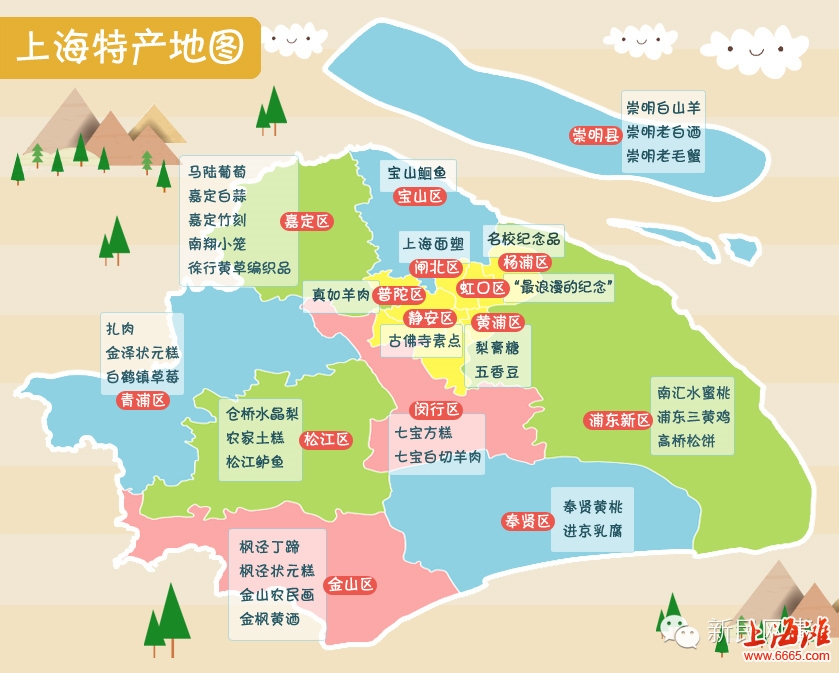 上海特产地图
崇明白山羊
崇明县
崇明老白酒
崇明老毛蟹
马陆葡萄
嘉定白蒜
嘉定竹刻
嘉定区
南翔小笼
徐行黄草编织品
宝山鮰鱼
宝山区
上海面塑
闸北区
名校纪念品
杨浦区
真如羊肉
普陀区
虹口区
“最浪漫的纪念”
静安区
古佛寺素点
黄浦区
梨膏糖
五香豆
扎肉
金泽状元糕
白鹤镇草莓
青浦区
仓桥水晶梨
农家土糕
松江区
松江鲈鱼
闵行区
七宝方糕
七宝白切羊肉
南汇水蜜桃
浦东新区
浦东三黄鸡
高桥松饼
奉贤黄桃
奉贤区
进京乳腐
枫泾丁蹄
枫泾状元糕
金山区
金山农民画
金枫黄酒
新民网
上海滩
www.6665.com